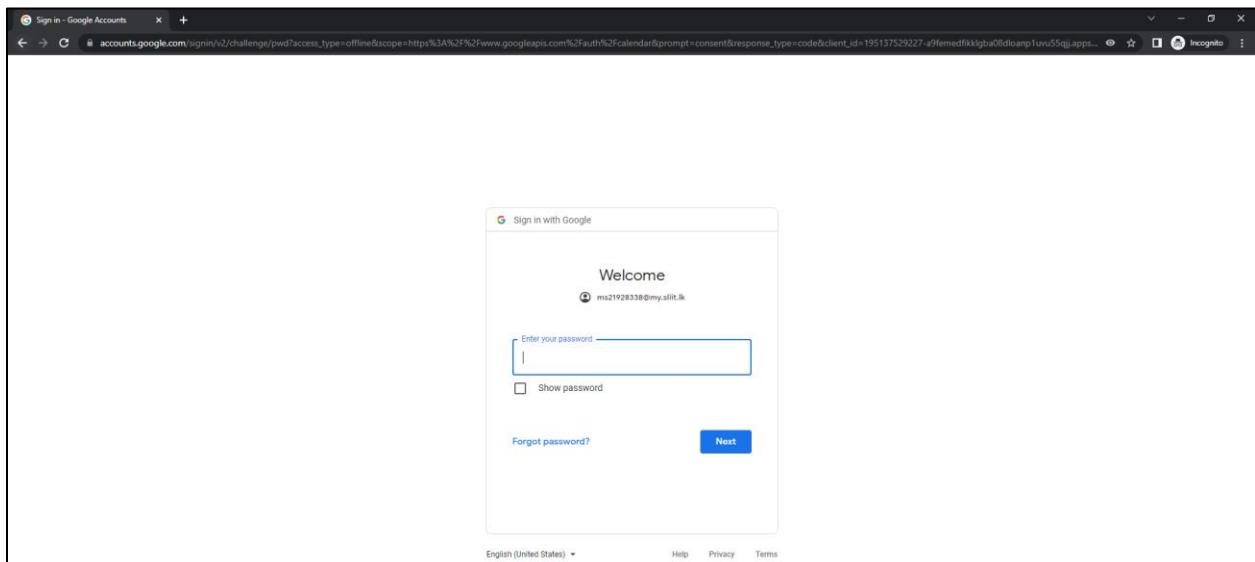 Sign in - Google Accounts
accounts.google.com/signin/v2/challenge/pwd?access_type=offline&scope=https%3A%2F%2Fwww.googleapis.com%2Fauth%2Fcalendar&prompt=consent&response_type=code&client_id=195137529227-a9femedfikklgba08dloanp1uvu55qjj.apps... Incognito
Sign in with Google
Welcome
ms21928338@my.sliit.lk
Enter your password
Show password
Forgot password? Next
English (United States) Help Privacy Terms